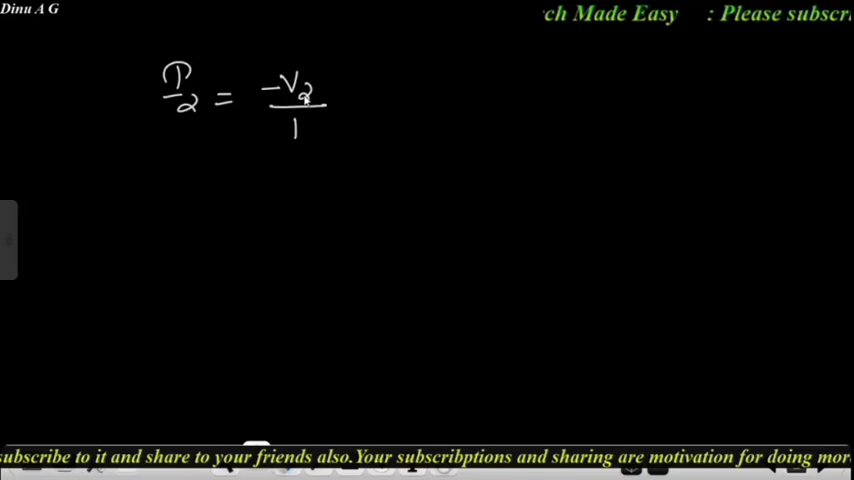 Dinu A G
ch Made Easy : Please subscri
= -V2
2 1
subscribe to it and share to your friends also.Your subscribptions and sharing are motivation for doing mor